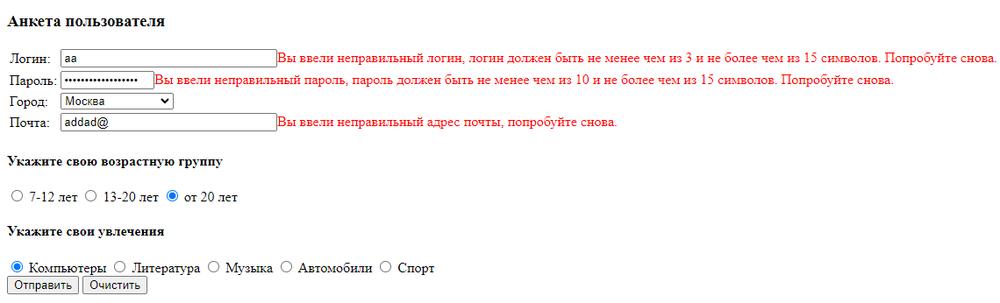 Анкета пользователя
Логин: aa Вы ввели неправильный логин, логин должен быть не менее чем из 3 и не более чем из 15 символов. Попробуйте снова.
Пароль: •••••••••••••••••• Вы ввели неправильный пароль, пароль должен быть не менее чем из 10 и не более чем из 15 символов. Попробуйте снова.
Город: Москва
Почта: addad@ Вы ввели неправильный адрес почты, попробуйте снова.
Укажите свою возрастную группу
7-12 лет 13-20 лет от 20 лет
Укажите свои увлечения
Компьютеры Литература Музыка Автомобили Спорт
Отправить Очистить